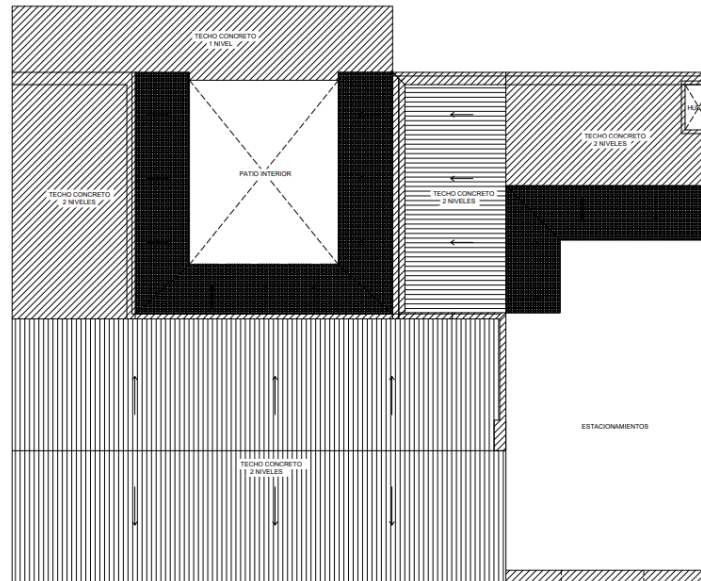 TECHO CONCRETO
1 NIVEL
TECHO CONCRETO
2 NIVELES
PATIO INTERIOR
TECHO CONCRETO
2 NIVELES
TECHO CONCRETO
2 NIVELES
ESTACIONAMIENTOS
TECHO CONCRETO
2 NIVELES